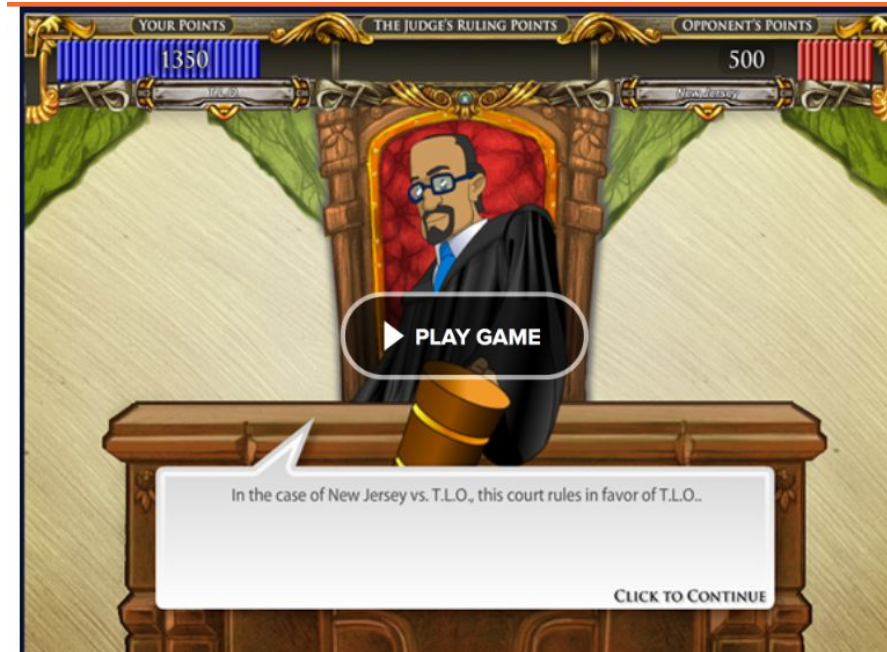 YOUR POINTS
THE JUDGE'S RULING POINTS
OPPONENT'S POINTS
1350
500
T.L.O.
New Jersey
PLAY GAME
In the case of New Jersey vs. T.L.O., this court rules in favor of T.L.O..
CLICK TO CONTINUE